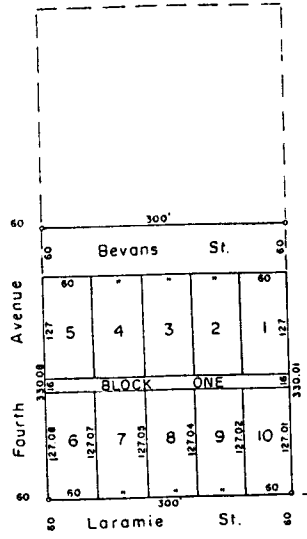 300'
60 60
60 60
Bevans St.
60 " " " 60
Fourth Avenue
127 5 4 3 2 1 127
330.08 16 BLOCK ONE 16 330.01
127.08 6 127.07 7 127.05 8 127.04 9 127.02 10 127.01
60 " " " 60
60 300'
60 60
Laramie St.